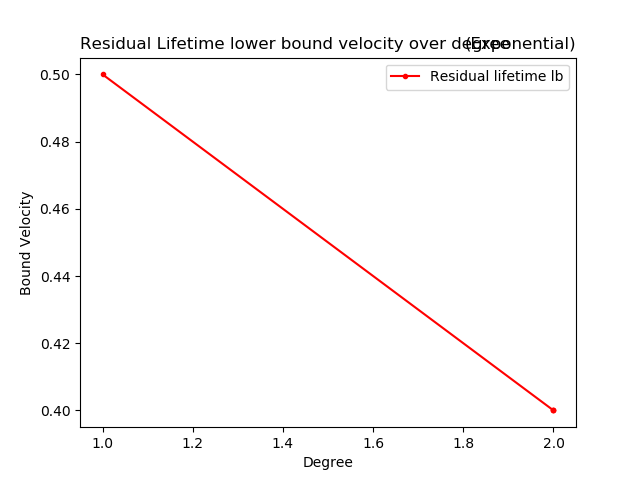 Residual Lifetime lower bound velocity over degree
(Exponential)
Residual lifetime lb
Bound Velocity
0.50
0.48
0.46
0.44
0.42
0.40
1.0 1.2 1.4 1.6 1.8 2.0
Degree